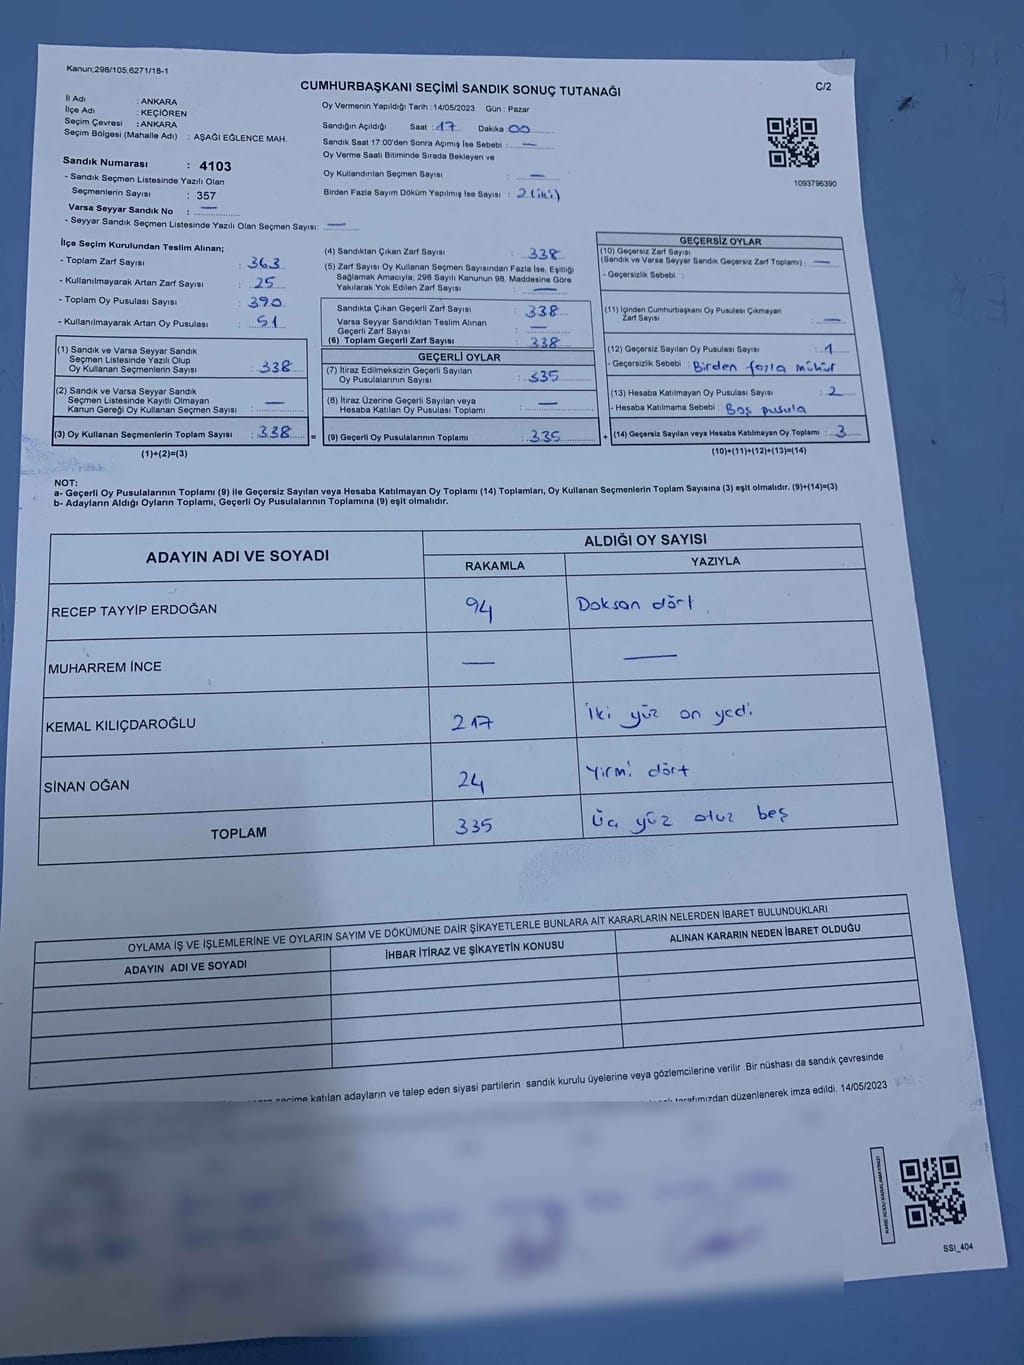 Kanun;298/105;6271/18-1
CUMHURBAŞKANI SEÇİMİ SANDIK SONUÇ TUTANAĞI
C/2
İl Adı : ANKARA
İlçe Adı : KEÇİÖREN
Seçim Çevresi : ANKARA
Seçim Bölgesi (Mahalle Adı) : AŞAĞI EĞLENCE MAH.
Sandık Numarası : 4103
- Sandık Seçmen Listesinde Yazılı Olan
Seçmenlerin Sayısı : 357
Varsa Seyyar Sandık No : —
- Seyyar Sandık Seçmen Listesinde Yazılı Olan Seçmen Sayısı: —
Oy Vermenin Yapıldığı Tarih :14/05/2023 Gün : Pazar
Sandığın Açıldığı Saat : 17 Dakika 00
Sandık Saat 17:00'den Sonra Açımış İse Sebebi : —
Oy Verme Saati Bitiminde Sırada Bekleyen ve
Oy Kullandırılan Seçmen Sayısı : —
Birden Fazla Sayım Döküm Yapılmış İse Sayısı : 2 (iki)
1093796390
İlçe Seçim Kurulundan Teslim Alınan;
- Toplam Zarf Sayısı : 363
- Kullanılmayarak Artan Zarf Sayısı : 25
- Toplam Oy Pusulası Sayısı : 390
- Kullanılmayarak Artan Oy Pusulası : 51
(1) Sandık ve Varsa Seyyar Sandık
Seçmen Listesinde Yazılı Olup
Oy Kullanan Seçmenlerin Sayısı : 338
(2) Sandık ve Varsa Seyyar Sandık
Seçmen Listesinde Kayıtlı Olmayan
Kanun Gereği Oy Kullanan Seçmen Sayısı : —
(3) Oy Kullanan Seçmenlerin Toplam Sayısı : 338 =
(1)+(2)=(3)
(4) Sandıktan Çıkan Zarf Sayısı : 338
(5) Zarf Sayısı Oy Kullanan Seçmen Sayısından Fazla İse, Eşitliği
Sağlamak Amacıyla; 298 Sayılı Kanunun 98. Maddesine Göre
Yakılarak Yok Edilen Zarf Sayısı : —
Sandıkta Çıkan Geçerli Zarf Sayısı : 338
Varsa Seyyar Sandıktan Teslim Alınan
Geçerli Zarf Sayısı : —
(6) Toplam Geçerli Zarf Sayısı : 338
GEÇERLİ OYLAR
(7) İtiraz Edilmeksizin Geçerli Sayılan
Oy Pusulalarının Sayısı : 335
(8) İtiraz Üzerine Geçerli Sayılan veya
Hesaba Katılan Oy Pusulası Toplamı : —
(9) Geçerli Oy Pusulalarının Toplamı : 335 +
GEÇERSİZ OYLAR
(10) Geçersiz Zarf Sayısı
(Sandık ve Varsa Seyyar Sandık Geçersiz Zarf Toplamı) : —
- Geçersizlik Sebebi :
(11) İçinden Cumhurbaşkanı Oy Pusulası Çıkmayan
Zarf Sayısı : —
(12) Geçersiz Sayılan Oy Pusulası Sayısı : 1
- Geçersizlik Sebebi : Birden fazla mühür
(13) Hesaba Katılmayan Oy Pusulası Sayısı : 2
- Hesaba Katılmama Sebebi : Boş pusula
(14) Geçersiz Sayılan veya Hesaba Katılmayan Oy Toplamı : 3
(10)+(11)+(12)+(13)=(14)
NOT:
a- Geçerli Oy Pusulalarının Toplamı (9) ile Geçersiz Sayılan veya Hesaba Katılmayan Oy Toplamı (14) Toplamları, Oy Kullanan Seçmenlerin Toplam Sayısına (3) eşit olmalıdır. (9)+(14)=(3)
b- Adayların Aldığı Oyların Toplamı, Geçerli Oy Pusulalarının Toplamına (9) eşit olmalıdır.
ADAYIN ADI VE SOYADI
ALDIĞI OY SAYISI
RAKAMLA YAZIYLA
RECEP TAYYİP ERDOĞAN 94 Doksan dört
MUHARREM İNCE — —
KEMAL KILIÇDAROĞLU 217 İki yüz on yedi
SİNAN OĞAN 24 Yirmi dört
TOPLAM 335 Üç yüz otuz beş
OYLAMA İŞ VE İŞLEMLERİNE VE OYLARIN SAYIM VE DÖKÜMÜNE DAİR ŞİKAYETLERLE BUNLARA AİT KARARLARIN NELERDEN İBARET BULUNDUKLARI
ADAYIN ADI VE SOYADI İHBAR İTİRAZ VE ŞİKAYETİN KONUSU ALINAN KARARIN NEDEN İBARET OLDUĞU
seçime katılan adayların ve talep eden siyasi partilerin sandık kurulu üyelerine veya gözlemcilerine verilir .Bir nüshası da sandık çevresinde
tarafımızdan düzenlenerek imza edildi. 14/05/2023
KARE KODU KARALAMAYINIZ!
SSI_404